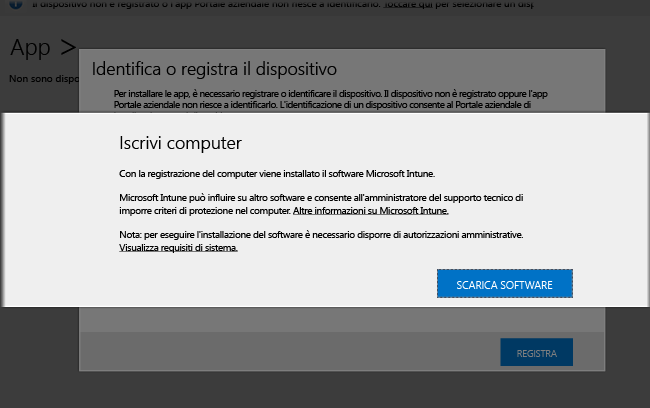 Il dispositivo non è registrato o l'app Portale aziendale non riesce a identificarlo. Toccare qui per selezionare un disp
App >
Non sono dispo
Identifica o registra il dispositivo
Per installare le app, è necessario registrare o identificare il dispositivo. Il dispositivo non è registrato oppure l'app
Portale aziendale non riesce a identificarlo. L'identificazione di un dispositivo consente al Portale aziendale di
Iscrivi computer
Con la registrazione del computer viene installato il software Microsoft Intune.
Microsoft Intune può influire su altro software e consente all'amministratore del supporto tecnico di
imporre criteri di protezione nel computer. Altre informazioni su Microsoft Intune.
Nota: per eseguire l'installazione del software è necessario disporre di autorizzazioni amministrative.
Visualizza requisiti di sistema.
SCARICA SOFTWARE
REGISTRA